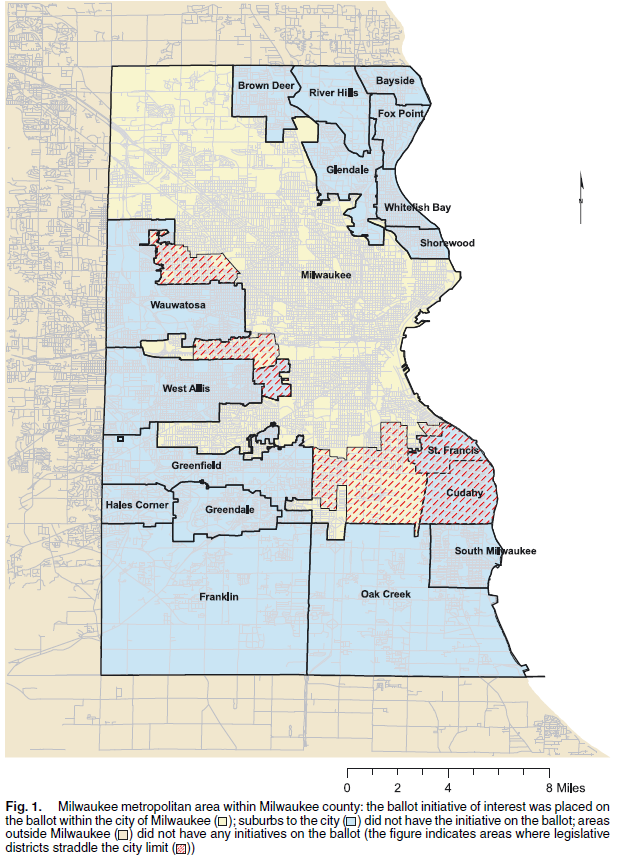 Brown Deer
River Hills
Bayside
Fox Point
Glendale
Whitefish Bay
Shorewood
Milwaukee
Wauwatosa
West Allis
St. Francis
Greenfield
Cudahy
Hales Corner
Greendale
South Milwaukee
Franklin
Oak Creek
N
0 2 4 8 Miles
Fig. 1. Milwaukee metropolitan area within Milwaukee county: the ballot initiative of interest was placed on
the ballot within the city of Milwaukee (□); suburbs to the city (□) did not have the initiative on the ballot; areas
outside Milwaukee (□) did not have any initiatives on the ballot (the figure indicates areas where legislative
districts straddle the city limit (▨))